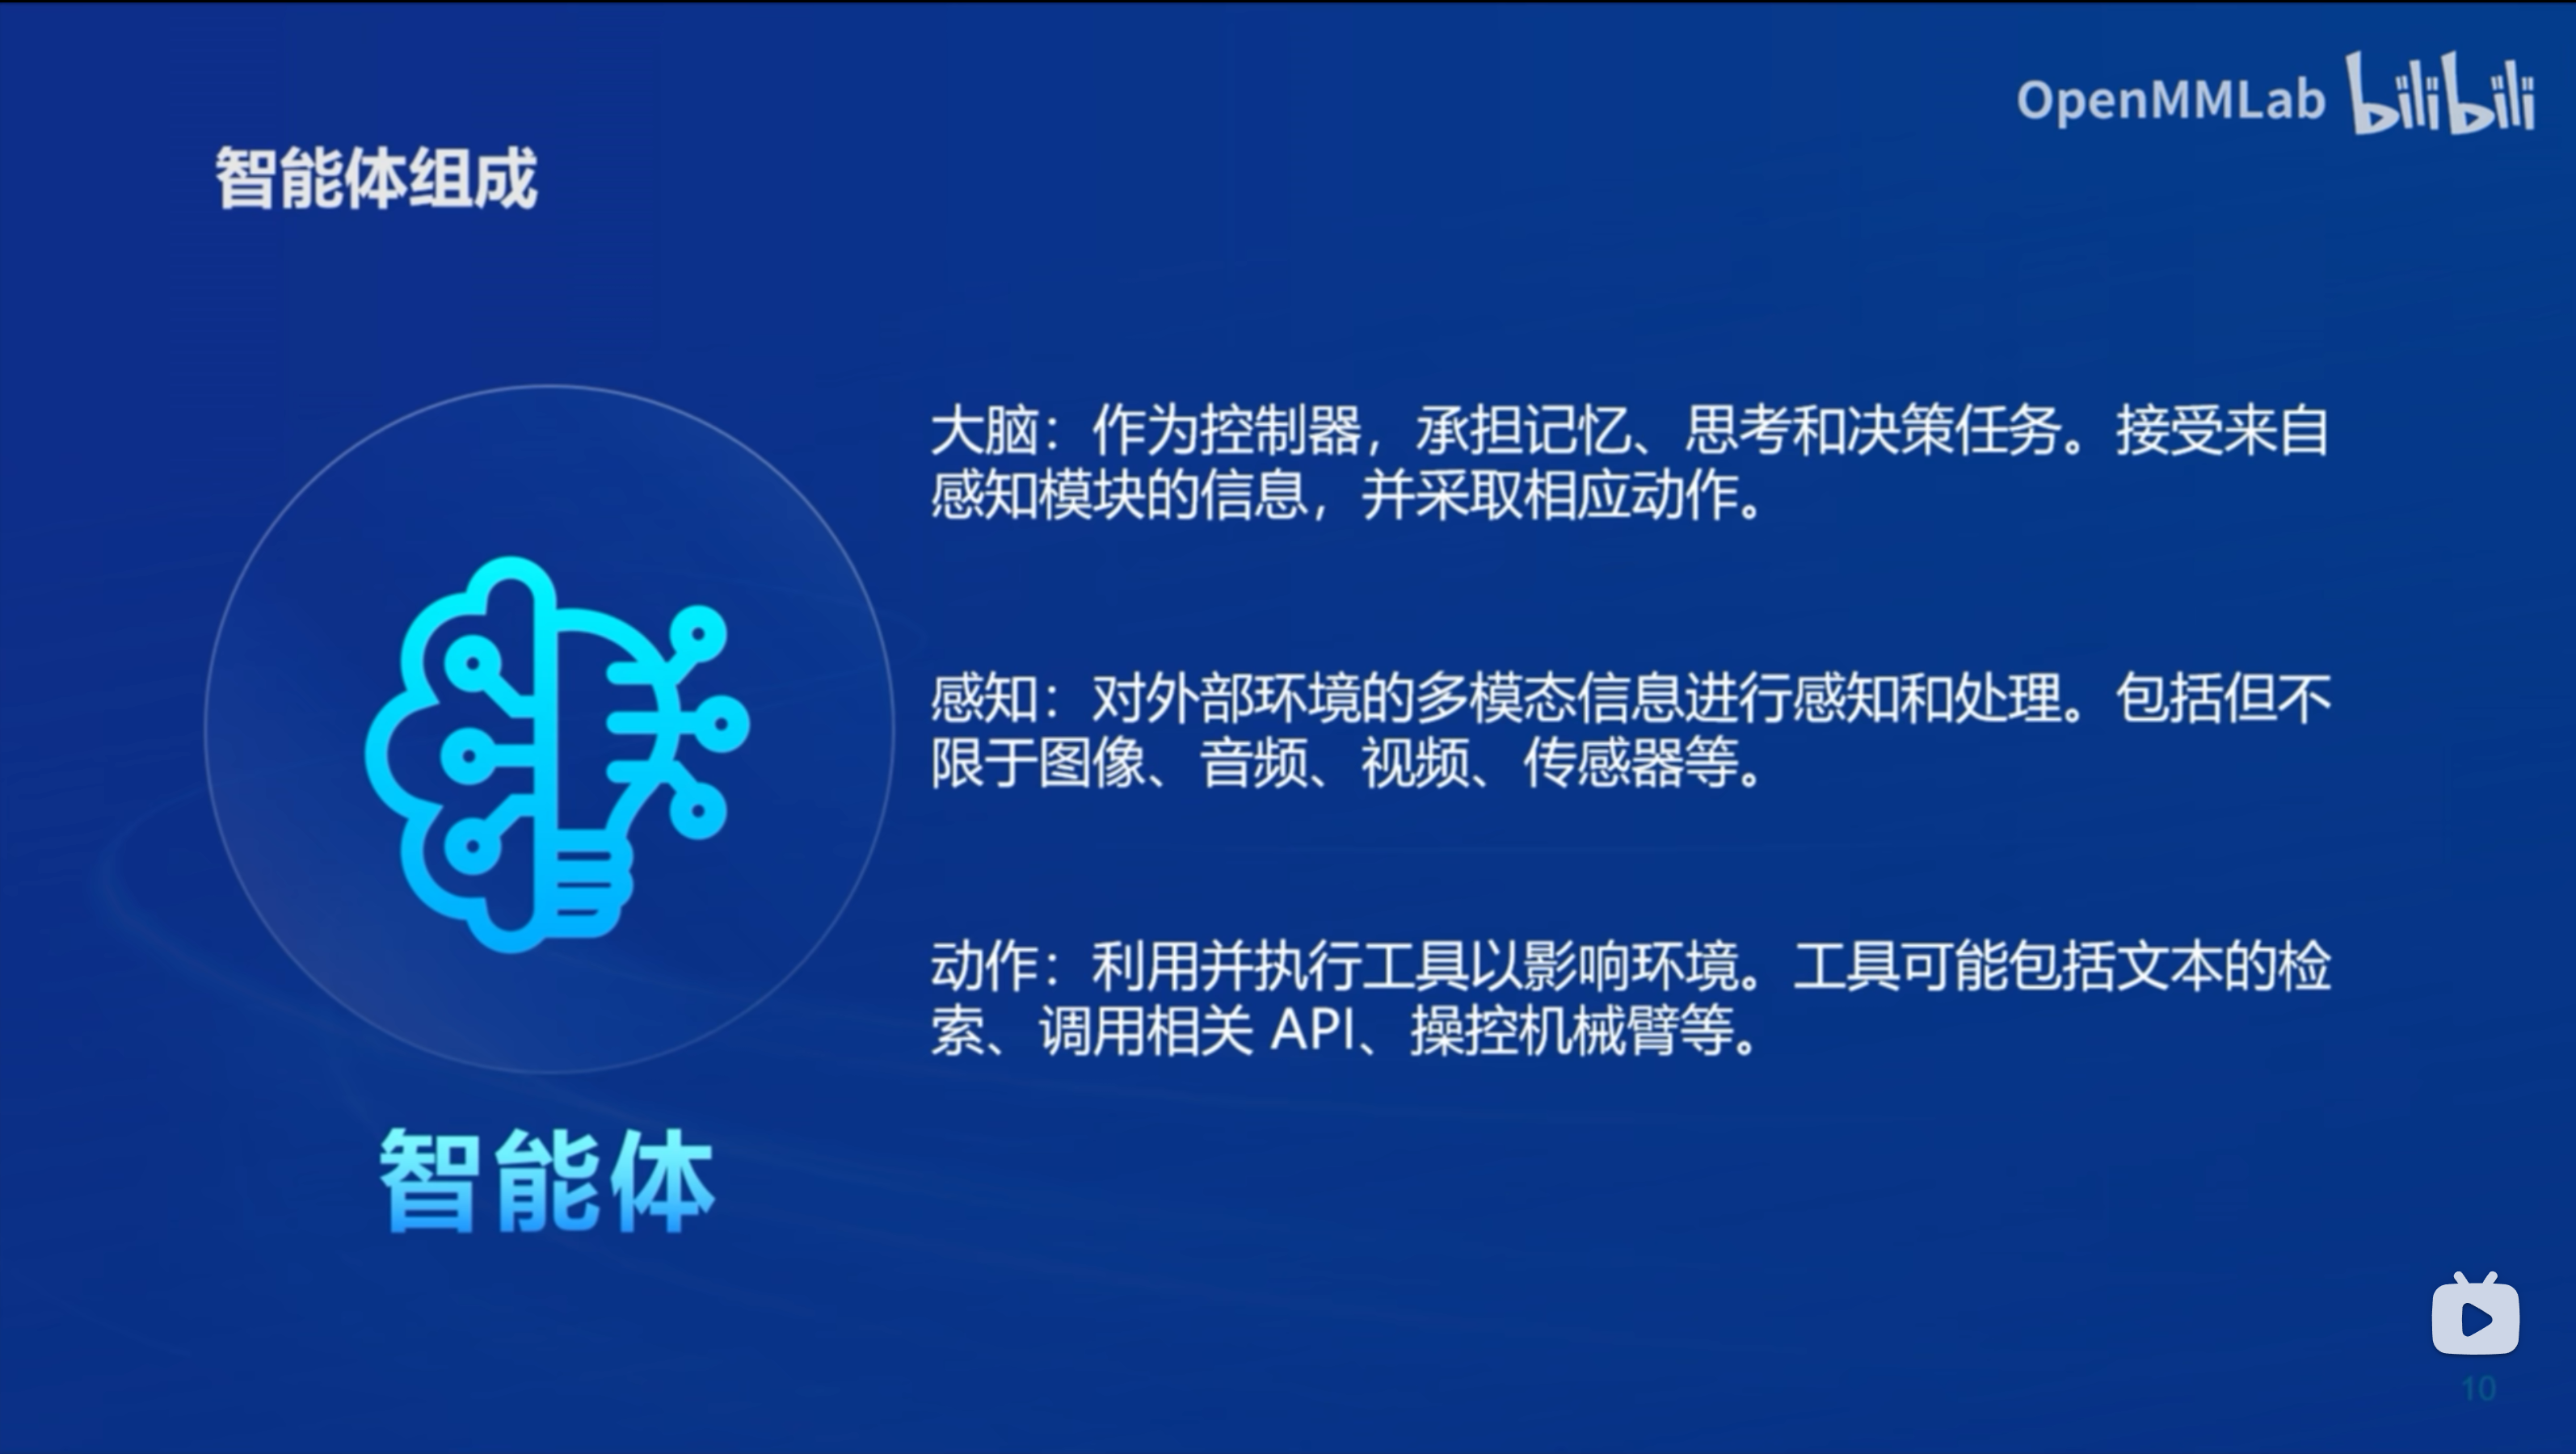 OpenMMLab bilibili
智能体组成
大脑：作为控制器，承担记忆、思考和决策任务。接受来自
感知模块的信息，并采取相应动作。
感知：对外部环境的多模态信息进行感知和处理。包括但不
限于图像、音频、视频、传感器等。
动作：利用并执行工具以影响环境。工具可能包括文本的检
索、调用相关 API、操控机械臂等。
智能体
10